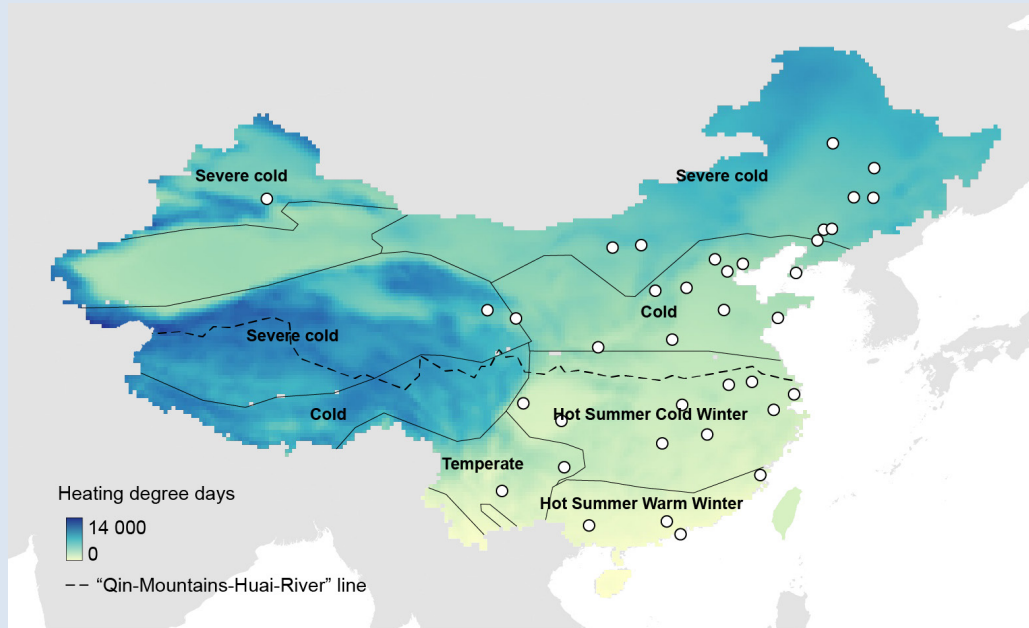 Severe cold
Severe cold
Cold
Severe cold
Cold
Hot Summer Cold Winter
Temperate
Hot Summer Warm Winter
Heating degree days
14 000
0
“Qin-Mountains-Huai-River” line